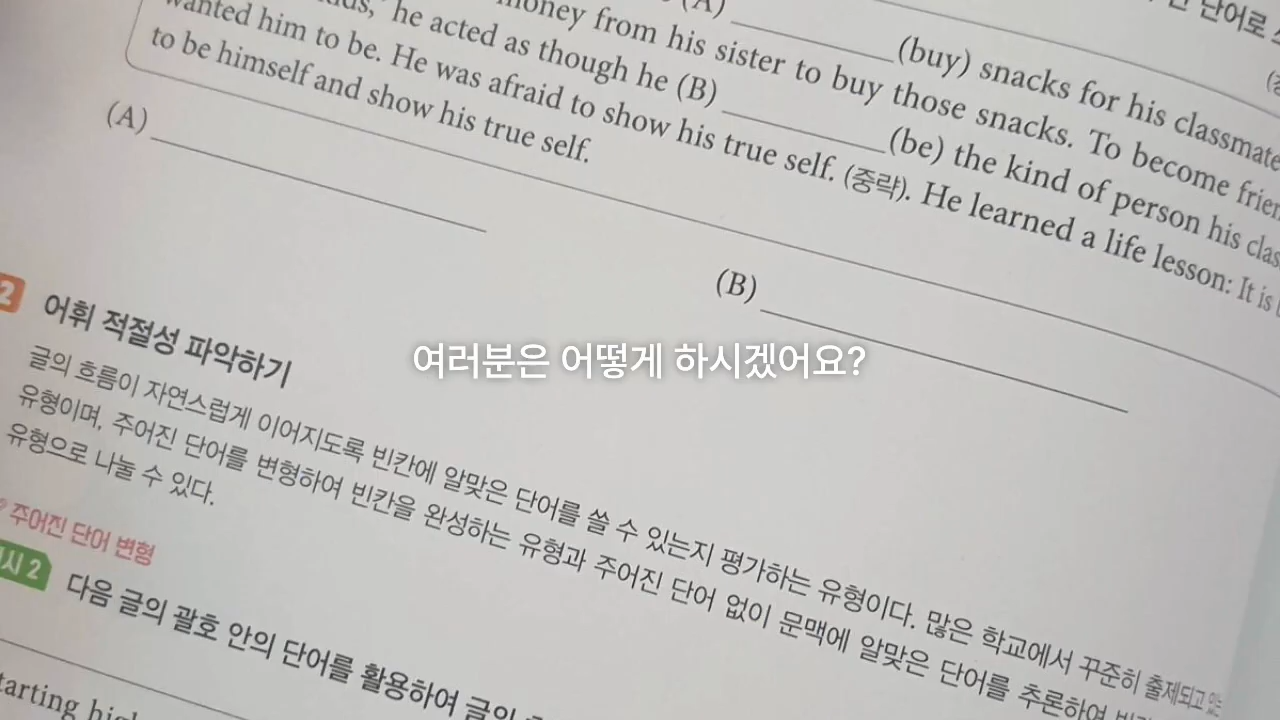 단어로
(A) ________ (buy) snacks for his classmate
money from his sister to buy those snacks. To become
he acted as though he (B) ________ (be) the kind of person his
wanted him to be. He was afraid to show his true self. (중략). He learned a life lesson: It is
to be himself and show his true self.
(A) ________
(B) ________
여러분은 어떻게 하시겠어요?
2 어휘 적절성 파악하기
글의 흐름이 자연스럽게 이어지도록 빈칸에 알맞은 단어를 쓸 수 있는지 평가하는 유형이다. 많은 학교에서 꾸준히 출제되고
유형이며, 주어진 단어를 변형하여 빈칸을 완성하는 유형과 주어진 단어 없이 문맥에 알맞은 단어를 추론하여
유형으로 나눌 수 있다.
주어진 단어 변형
시 2 다음 글의 괄호 안의 단어를 활용하여 글의